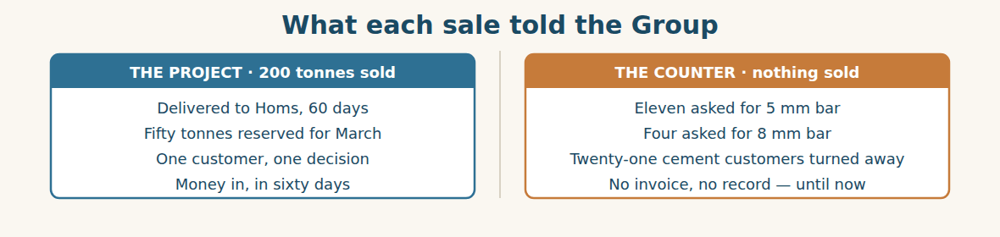 What each sale told the Group
THE PROJECT · 200 tonnes sold
Delivered to Homs, 60 days
Fifty tonnes reserved for March
One customer, one decision
Money in, in sixty days
THE COUNTER · nothing sold
Eleven asked for 5 mm bar
Four asked for 8 mm bar
Twenty-one cement customers turned away
No invoice, no record — until now